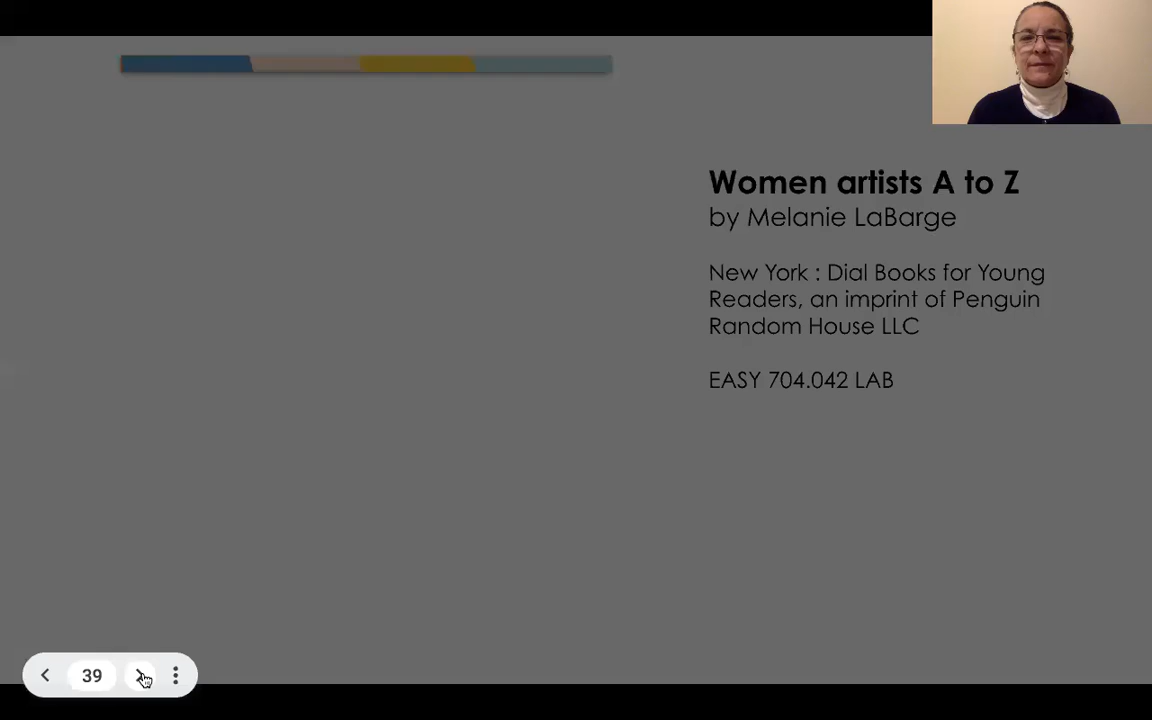 Women artists A to Z
by Melanie LaBarge
New York : Dial Books for Young
Readers, an imprint of Penguin
Random House LLC
EASY 704.042 LAB
39